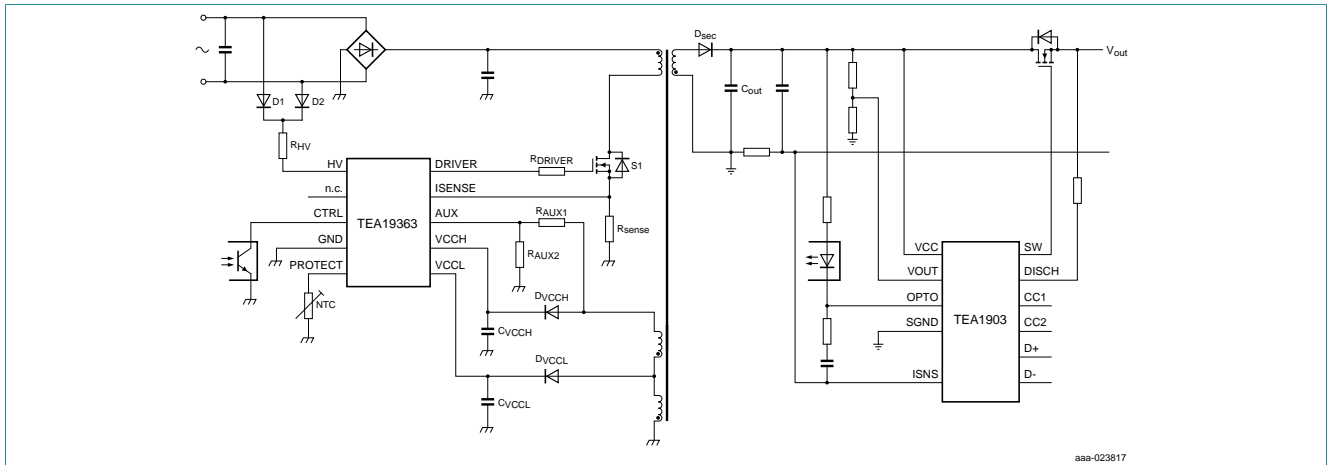 Dsec
Vout
Cout
D1
D2
RHV
HV
n.c.
CTRL
GND
PROTECT
TEA19363
DRIVER
ISENSE
AUX
VCCH
VCCL
RDRIVER
S1
RAUX1
RAUX2
Rsense
NTC
DVCCH
CVCCH
DVCCL
CVCCL
VCC
VOUT
OPTO
SGND
ISNS
TEA1903
SW
DISCH
CC1
CC2
D+
D-
aaa-023817